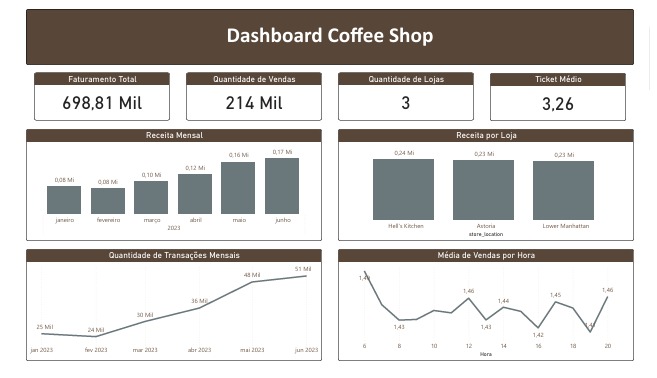 Dashboard Coffee Shop
Faturamento Total
698,81 Mil
Quantidade de Vendas
214 Mil
Quantidade de Lojas
3
Ticket Médio
3,26
Receita Mensal
0,08 Mi
0,08 Mi
0,10 Mi
0,12 Mi
0,16 Mi
0,17 Mi
janeiro
fevereiro
março
abril
maio
junho
2023
Receita por Loja
0,24 Mi
0,23 Mi
0,23 Mi
Hell's Kitchen
Astoria
Lower Manhattan
store_location
Quantidade de Transações Mensais
25 Mil
24 Mil
30 Mil
36 Mil
48 Mil
51 Mil
jan 2023
fev 2023
mar 2023
abr 2023
mai 2023
jun 2023
Média de Vendas por Hora
1,43
1,46
1,43
1,44
1,42
1,45
1,46
6
8
10
12
14
16
18
20
Hora